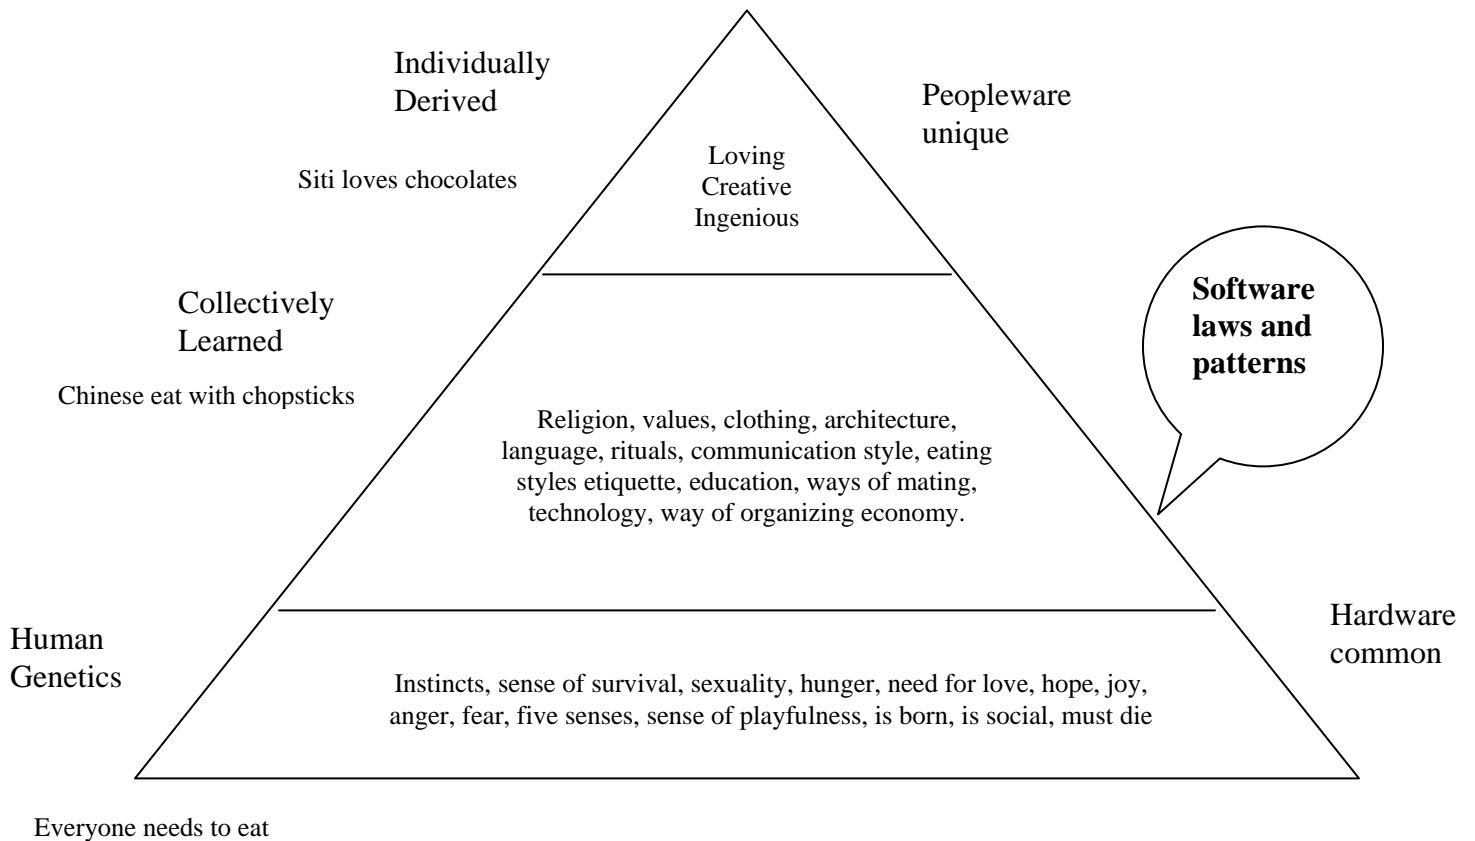 Individually
Derived
Peopleware
unique
Siti loves chocolates
Loving
Creative
Ingenious
Collectively
Learned
Software
laws and
patterns
Chinese eat with chopsticks
Religion, values, clothing, architecture,
language, rituals, communication style, eating
styles etiquette, education, ways of mating,
technology, way of organizing economy.
Human
Genetics
Hardware
common
Instincts, sense of survival, sexuality, hunger, need for love, hope, joy,
anger, fear, five senses, sense of playfulness, is born, is social, must die
Everyone needs to eat